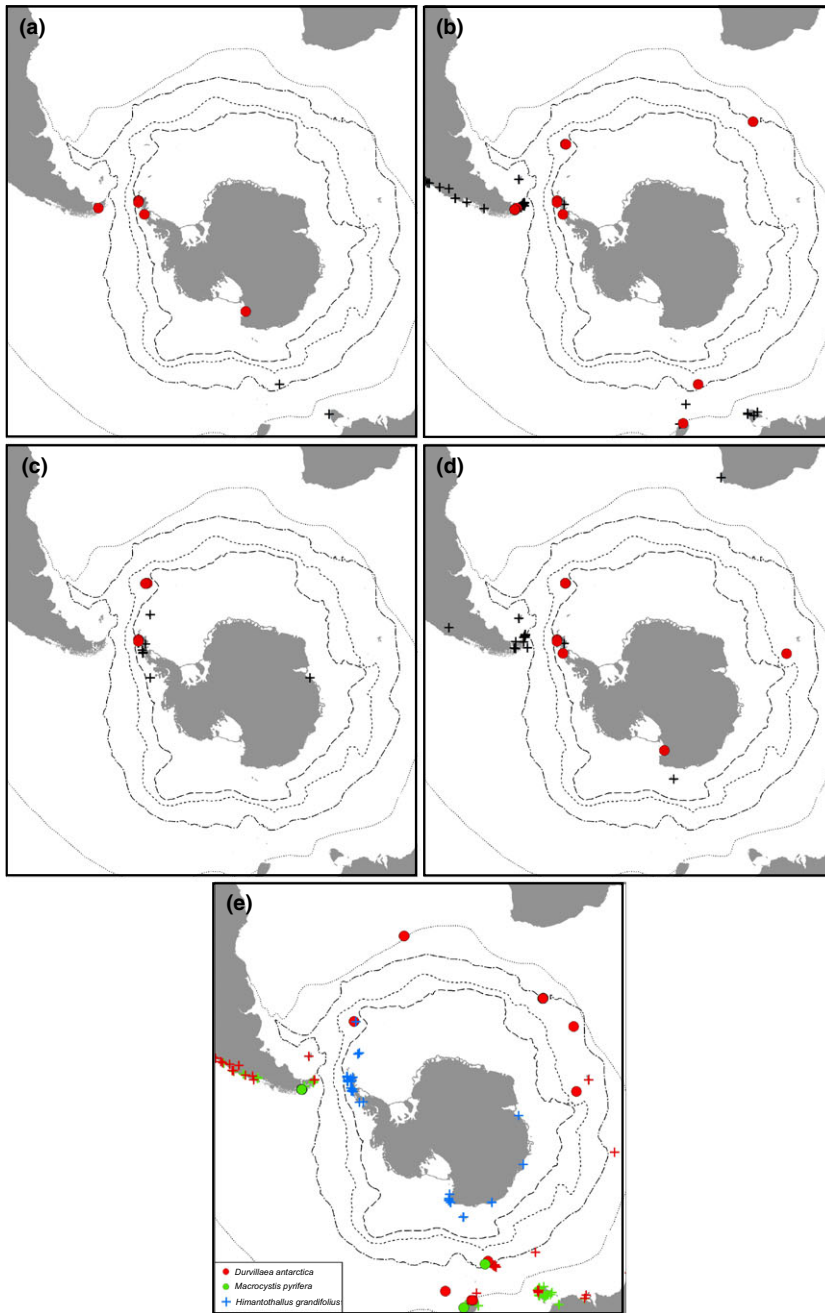 (a)
(b)
(c)
(d)
(e)
Durvillaea antarctica
Macrocystis pyrifera
Himantothallus grandifolius